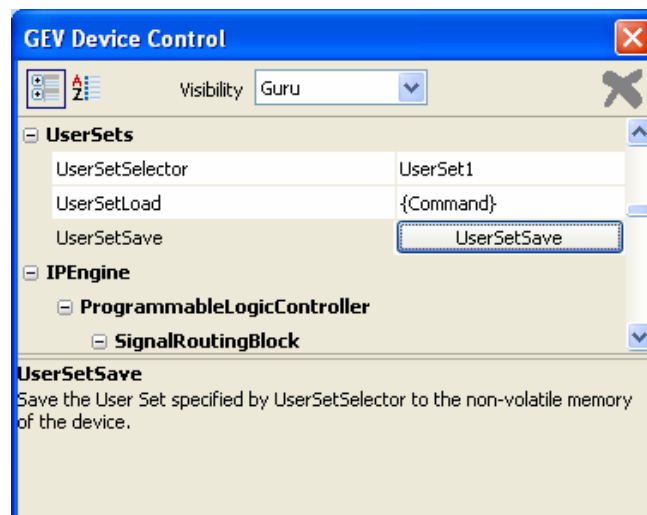 GEV Device Control
A Z Visibility Guru
UserSets
UserSetSelector UserSet1
UserSetLoad {Command}
UserSetSave UserSetSave
IPEngine
ProgrammableLogicController
SignalRoutingBlock
UserSetSave
Save the User Set specified by UserSetSelector to the non-volatile memory
of the device.